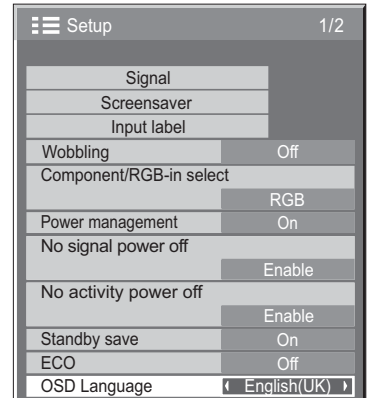 Setup 1/2
Signal
Screensaver
Input label
Wobbling Off
Component/RGB-in select
RGB
Power management On
No signal power off
Enable
No activity power off
Enable
Standby save On
ECO Off
OSD Language English(UK)